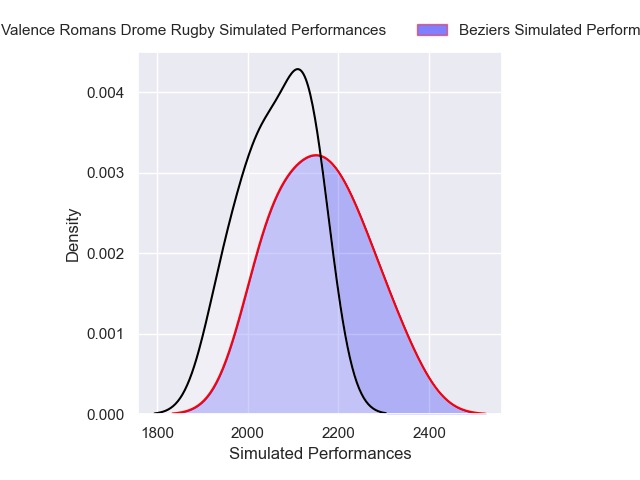 Valence Romans Drome Rugby Simulated Performances
Beziers Simulated Perform
0.004
0.003
0.002
0.001
0.000
Density
1800 2000 2200 2400
Simulated Performances